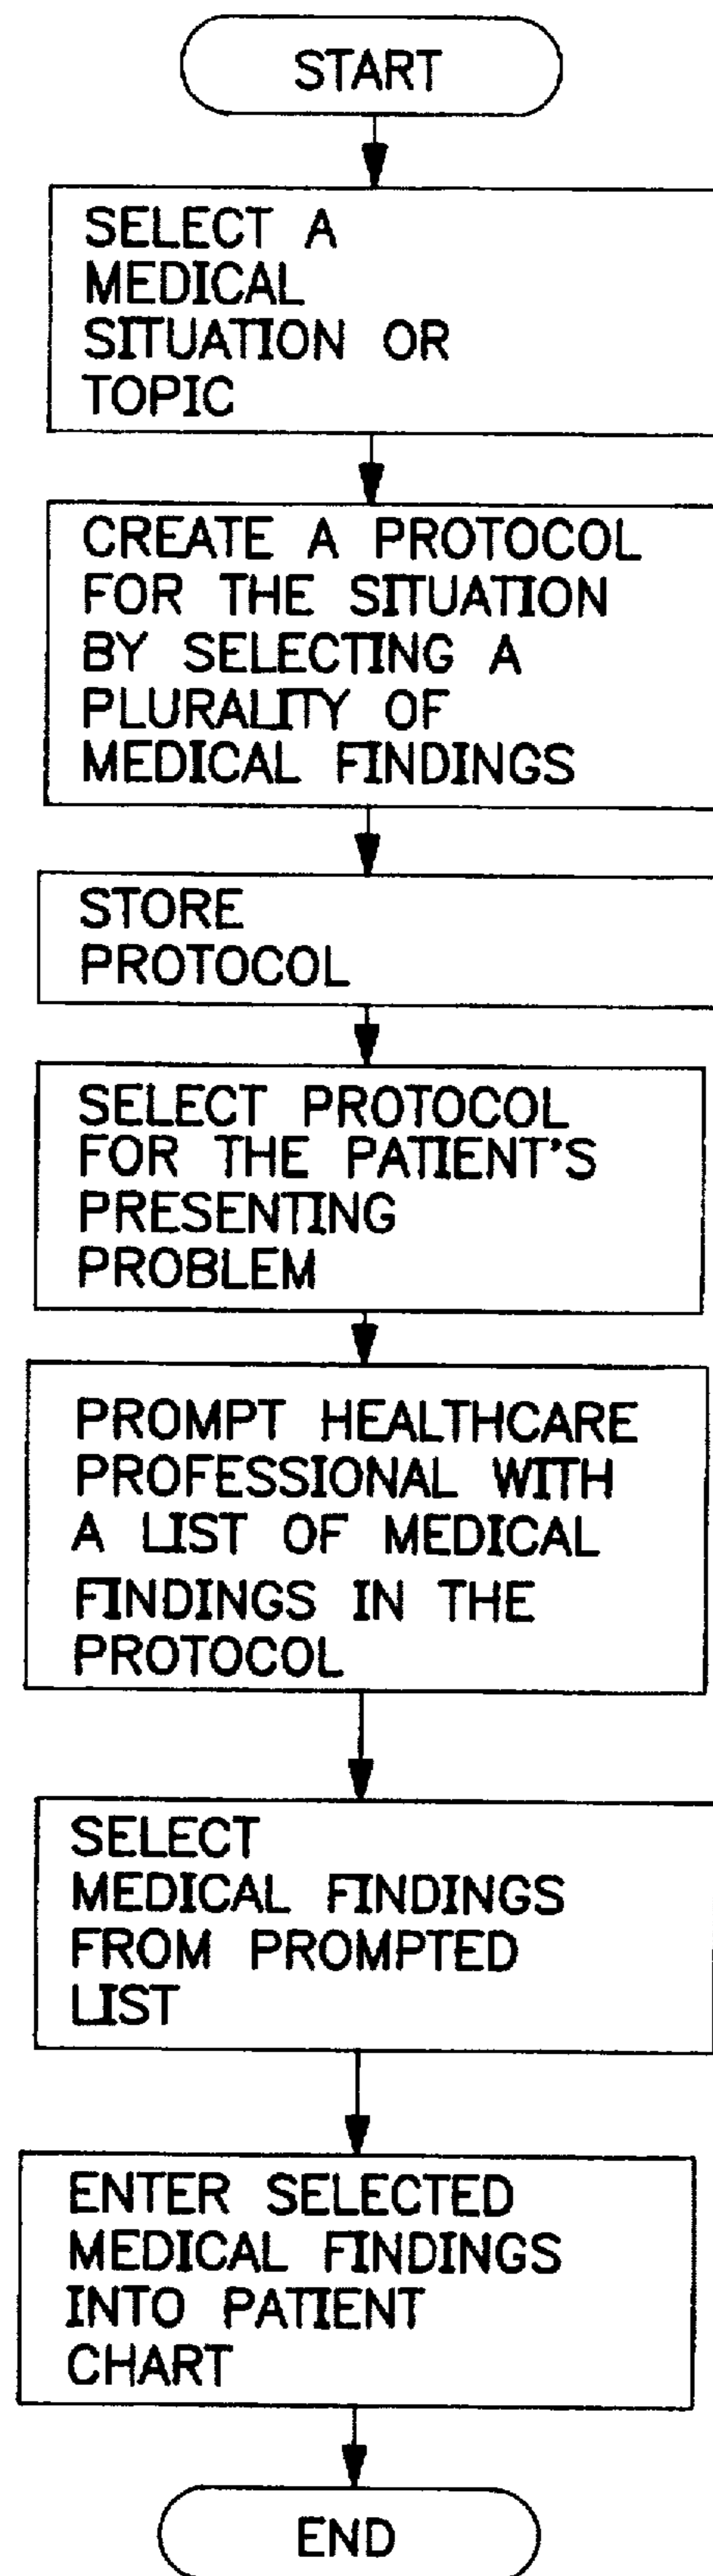 START
SELECT A
MEDICAL
SITUATION OR
TOPIC
CREATE A PROTOCOL
FOR THE SITUATION
BY SELECTING A
PLURALITY OF
MEDICAL FINDINGS
STORE
PROTOCOL
SELECT PROTOCOL
FOR THE PATIENT'S
PRESENTING
PROBLEM
PROMPT HEALTHCARE
PROFESSIONAL WITH
A LIST OF MEDICAL
FINDINGS IN THE
PROTOCOL
SELECT
MEDICAL FINDINGS
FROM PROMPTED
LIST
ENTER SELECTED
MEDICAL FINDINGS
INTO PATIENT
CHART
END